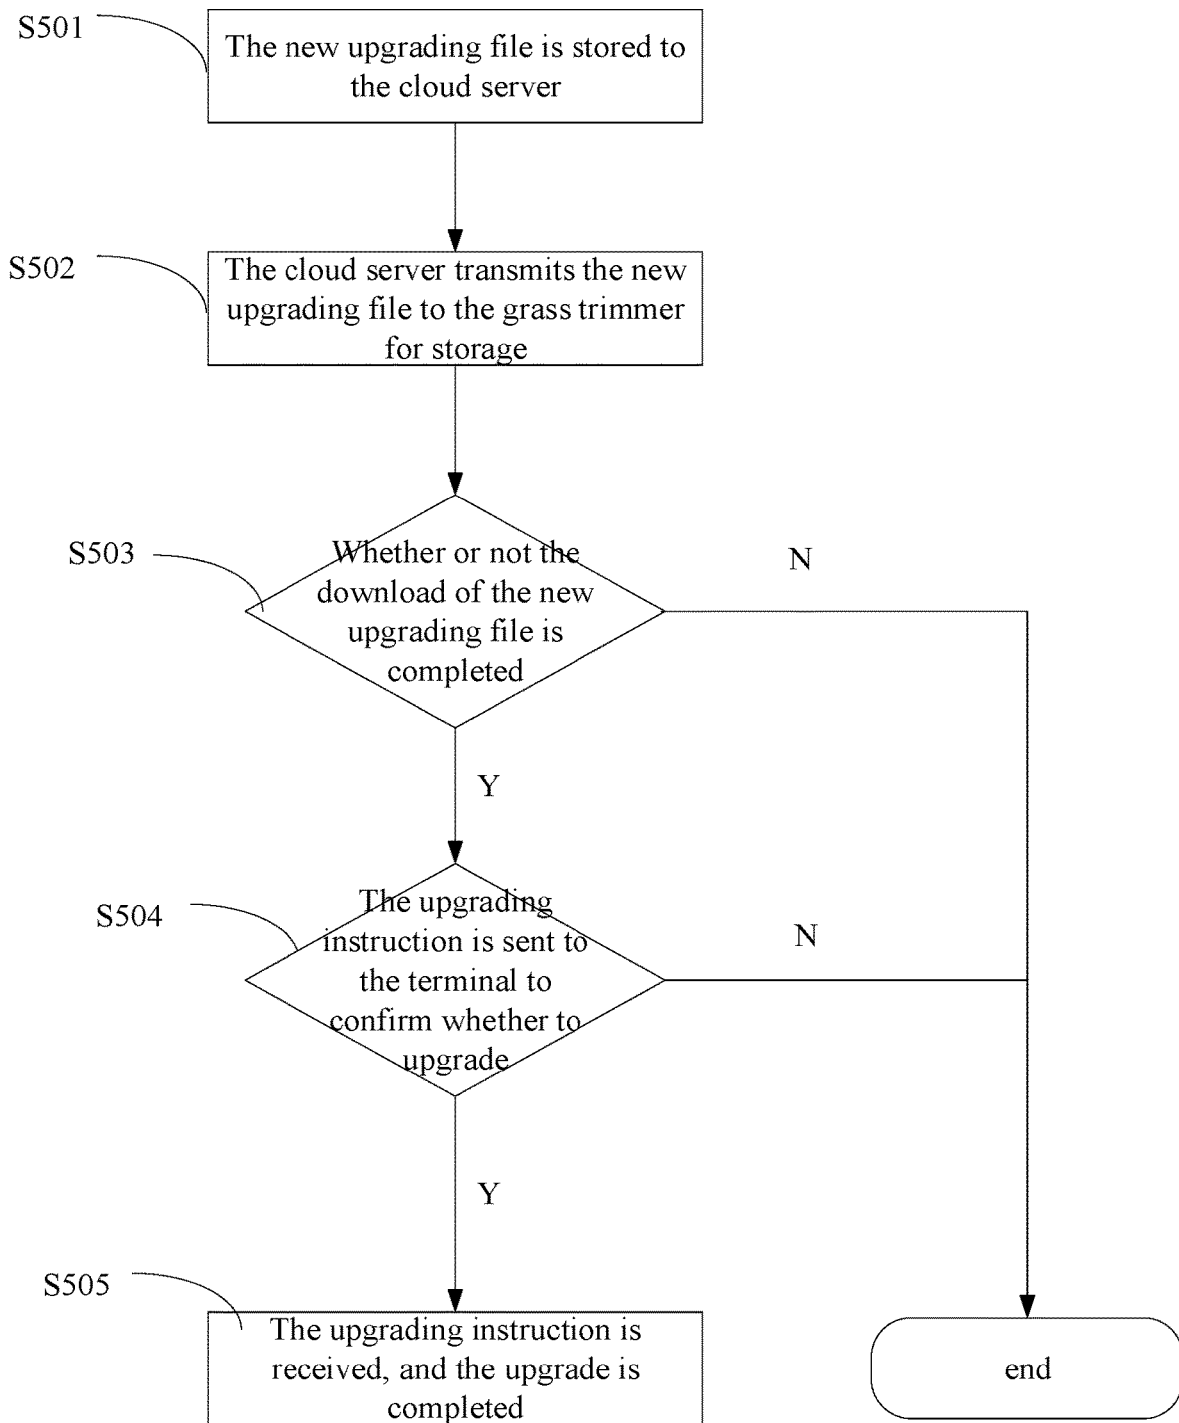 S501
The new upgrading file is stored to
the cloud server
S502
The cloud server transmits the new
upgrading file to the grass trimmer
for storage
S503
Whether or not the
download of the new
upgrading file is
completed
N
Y
S504
The upgrading
instruction is sent to
the terminal to
confirm whether to
upgrade
N
Y
S505
The upgrading instruction is
received, and the upgrade is
completed
end